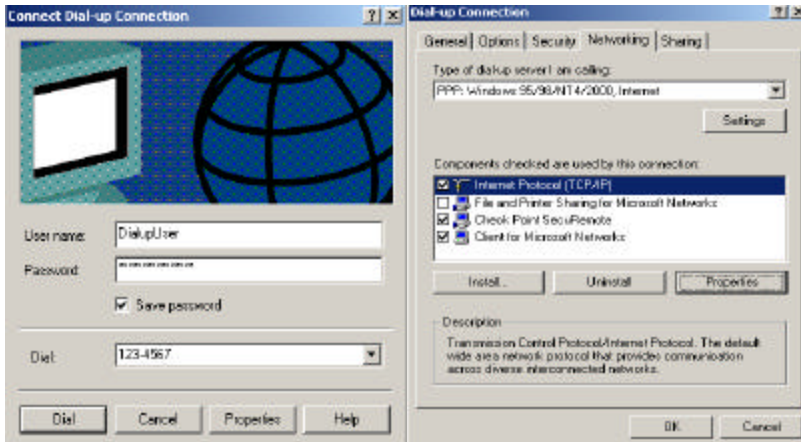 Connect Dial-up Connection
User name:
DialupUser
Password:
Save password
Dial:
123-4567
Dial
Cancel
Properties
Help
Dial-up Connection
General
Options
Security
Networking
Sharing
Type of dial-up server I am calling:
PPP: Windows 95/98/NT4/2000, Internet
Settings
Components checked are used by this connection:
Internet Protocol (TCP/IP)
File and Printer Sharing for Microsoft Networks
Check Point SecuRemote
Client for Microsoft Networks
Install...
Uninstall
Properties
Description
Transmission Control Protocol/Internet Protocol. The default
wide area network protocol that provides communication
across diverse interconnected networks.
OK
Cancel